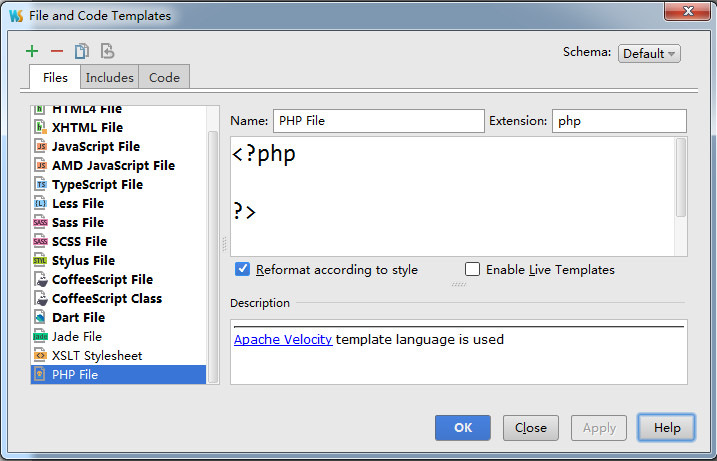 WS File and Code Templates
Schema: Default
Files Includes Code
HTML4 File
XHTML File
JavaScript File
AMD JavaScript File
TypeScript File
Less File
Sass File
SCSS File
Stylus File
CoffeeScript File
CoffeeScript Class
Dart File
Jade File
XSLT Stylesheet
PHP File
Name: PHP File Extension: php
<?php
?>
Reformat according to style Enable Live Templates
Description
Apache Velocity template language is used
OK Close Apply Help